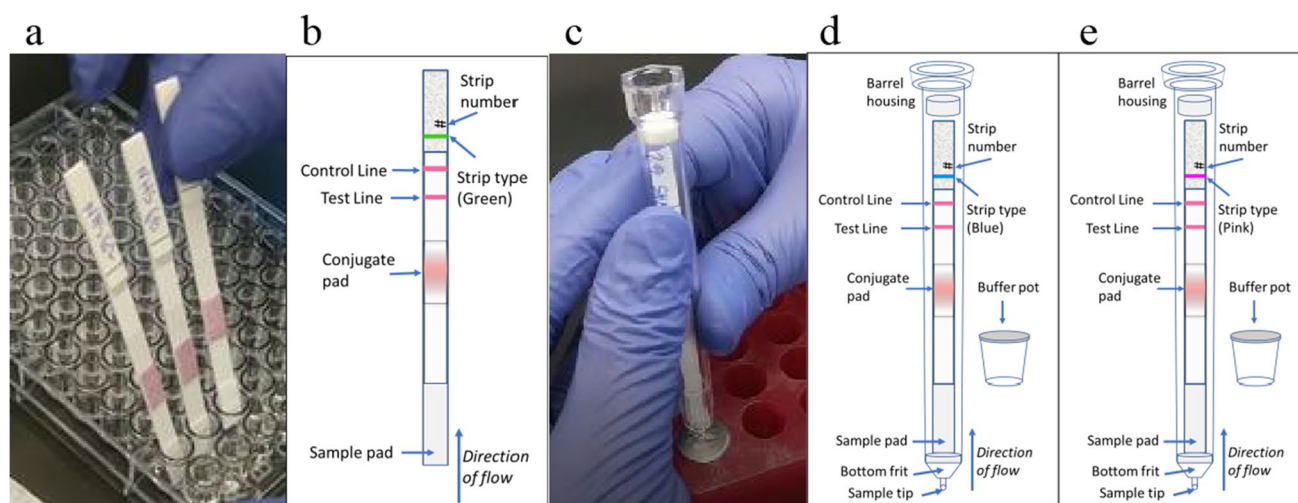 a
b
c
d
e
Strip
number
#
Control Line
Test Line
Strip type
(Green)
Conjugate
pad
Sample pad
Direction
of flow
Barrel
housing
Strip
number
#
Control Line
Test Line
Strip type
(Blue)
Conjugate
pad
Buffer pot
Sample pad
Bottom frit
Sample tip
Direction
of flow
Barrel
housing
Strip
number
#
Control Line
Test Line
Strip type
(Pink)
Conjugate
pad
Buffer pot
Sample pad
Bottom frit
Sample tip
Direction
of flow